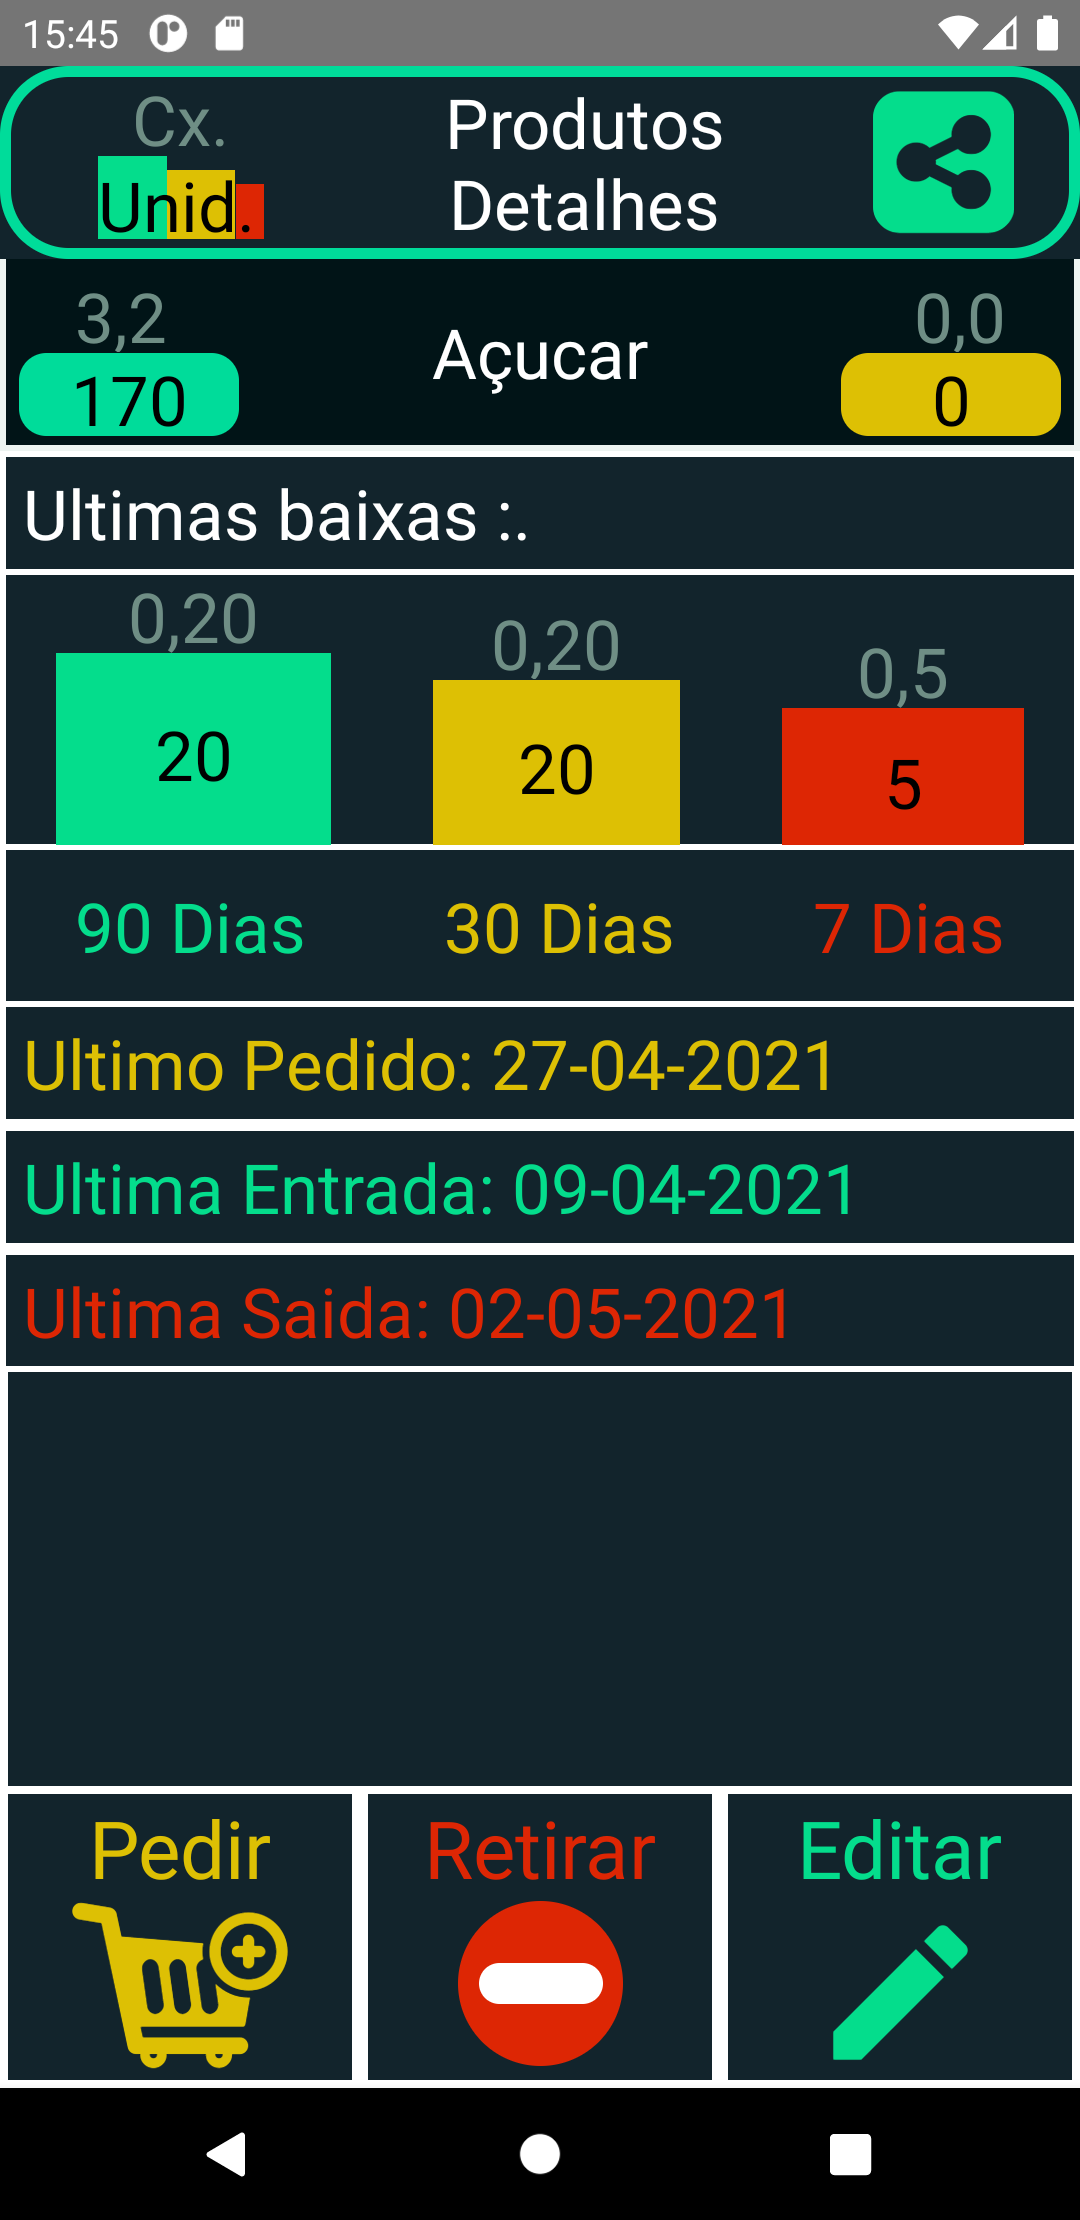 15:45
Cx.
Unid.
Produtos
Detalhes
3,2
170
Açucar
0,0
0
Ultimas baixas :.
0,20
20
0,20
20
0,5
5
90 Dias
30 Dias
7 Dias
Ultimo Pedido: 27-04-2021
Ultima Entrada: 09-04-2021
Ultima Saida: 02-05-2021
Pedir
Retirar
Editar